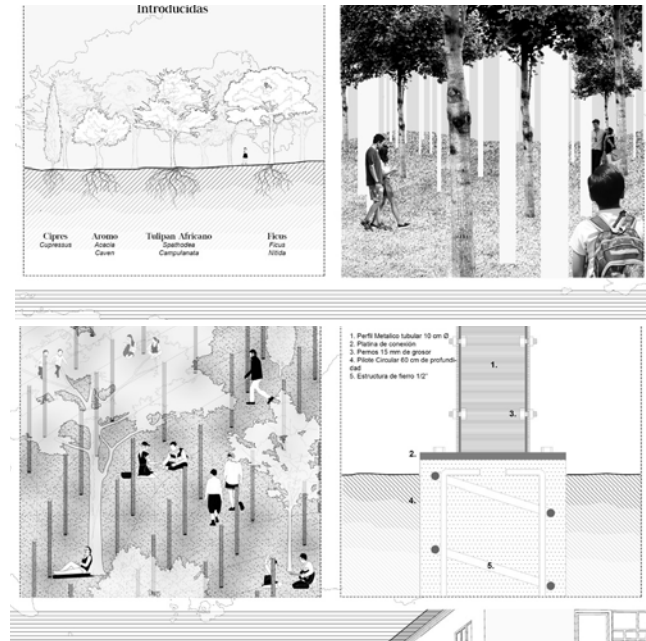 Introducidas
Cipres
Cupressus
Aromo
Acacia
Caven
Tulipan Africano
Spathodea
Campulanata
Ficus
Ficus
Nitida
1. Perfil Metalico tubular 10 cm Ø
2. Platina de conexión
3. Pernos 15 mm de grosor
4. Pilote Circular 60 cm de profundi-
dad
5. Estructura de fierro 1/2"
1.
3.
2.
4.
5.